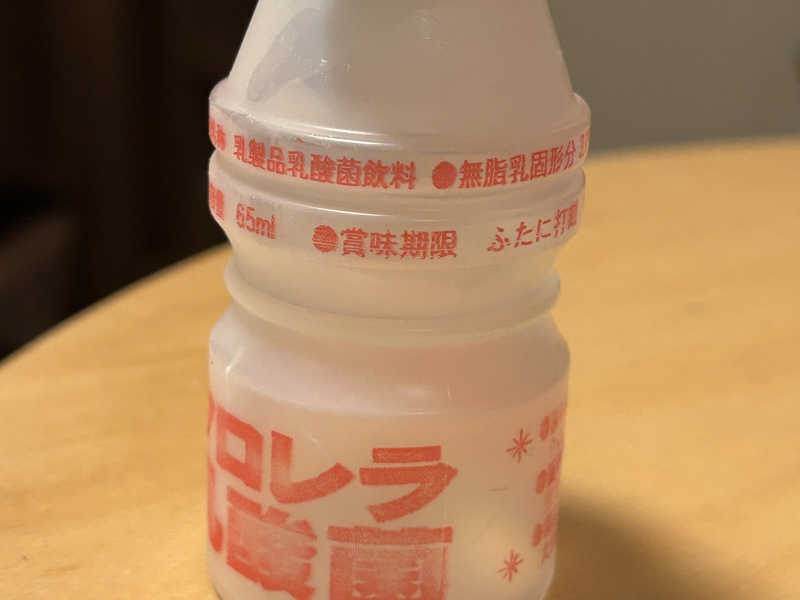 乳製品乳酸菌飲料 ●無脂乳固形分
65ml ●賞味期限 ふたに打
ロレラ
酸菌